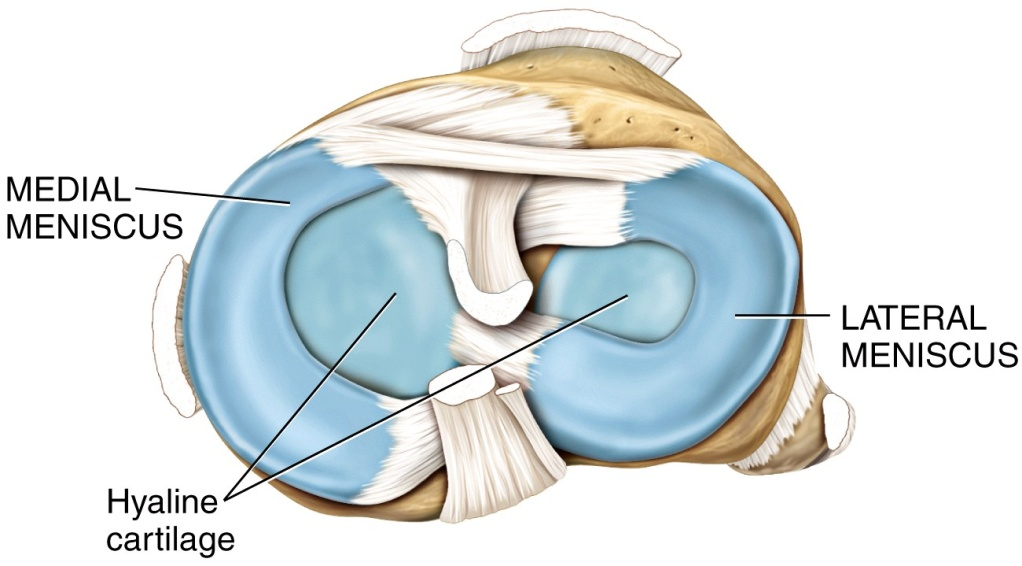 MEDIAL
MENISCUS
LATERAL
MENISCUS
Hyaline
cartilage